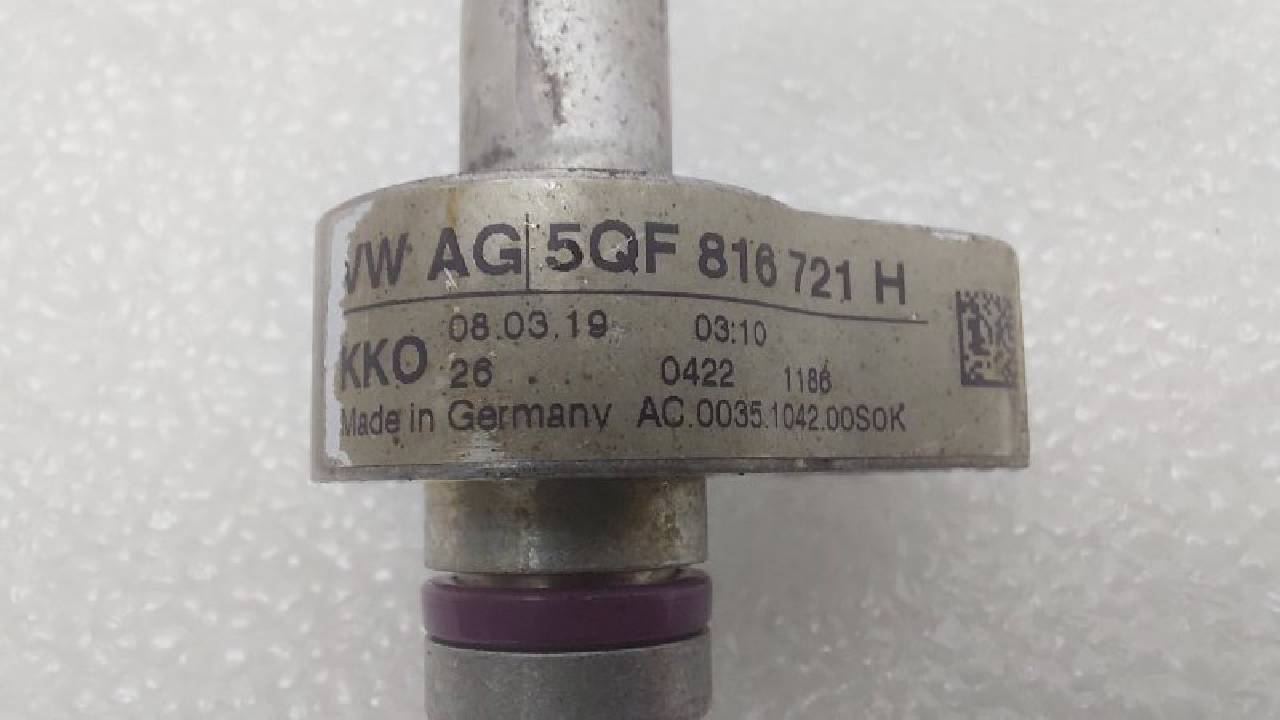 VW AG 5QF 816 721 H
KKO 08.03.19 03:10
26 0422 1186
Made in Germany AC.0035.1042.00S0K